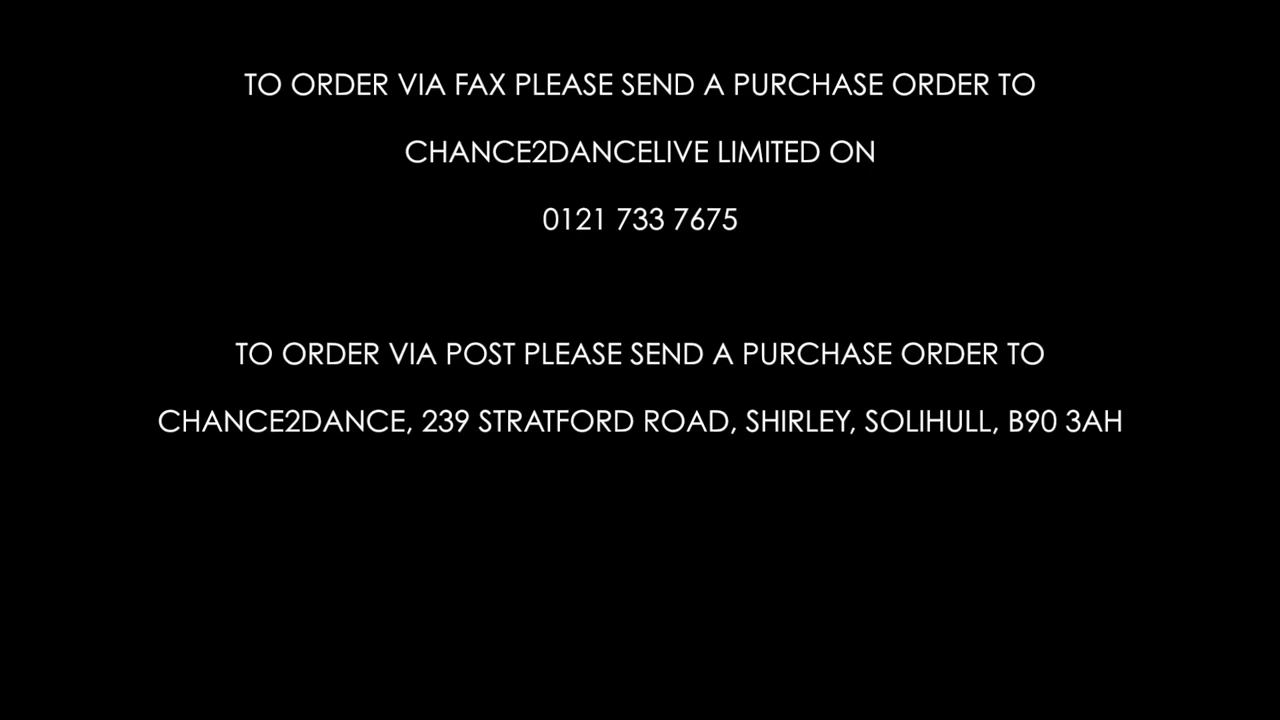 TO ORDER VIA FAX PLEASE SEND A PURCHASE ORDER TO
CHANCE2DANCELIVE LIMITED ON
0121 733 7675
TO ORDER VIA POST PLEASE SEND A PURCHASE ORDER TO
CHANCE2DANCE, 239 STRATFORD ROAD, SHIRLEY, SOLIHULL, B90 3AH